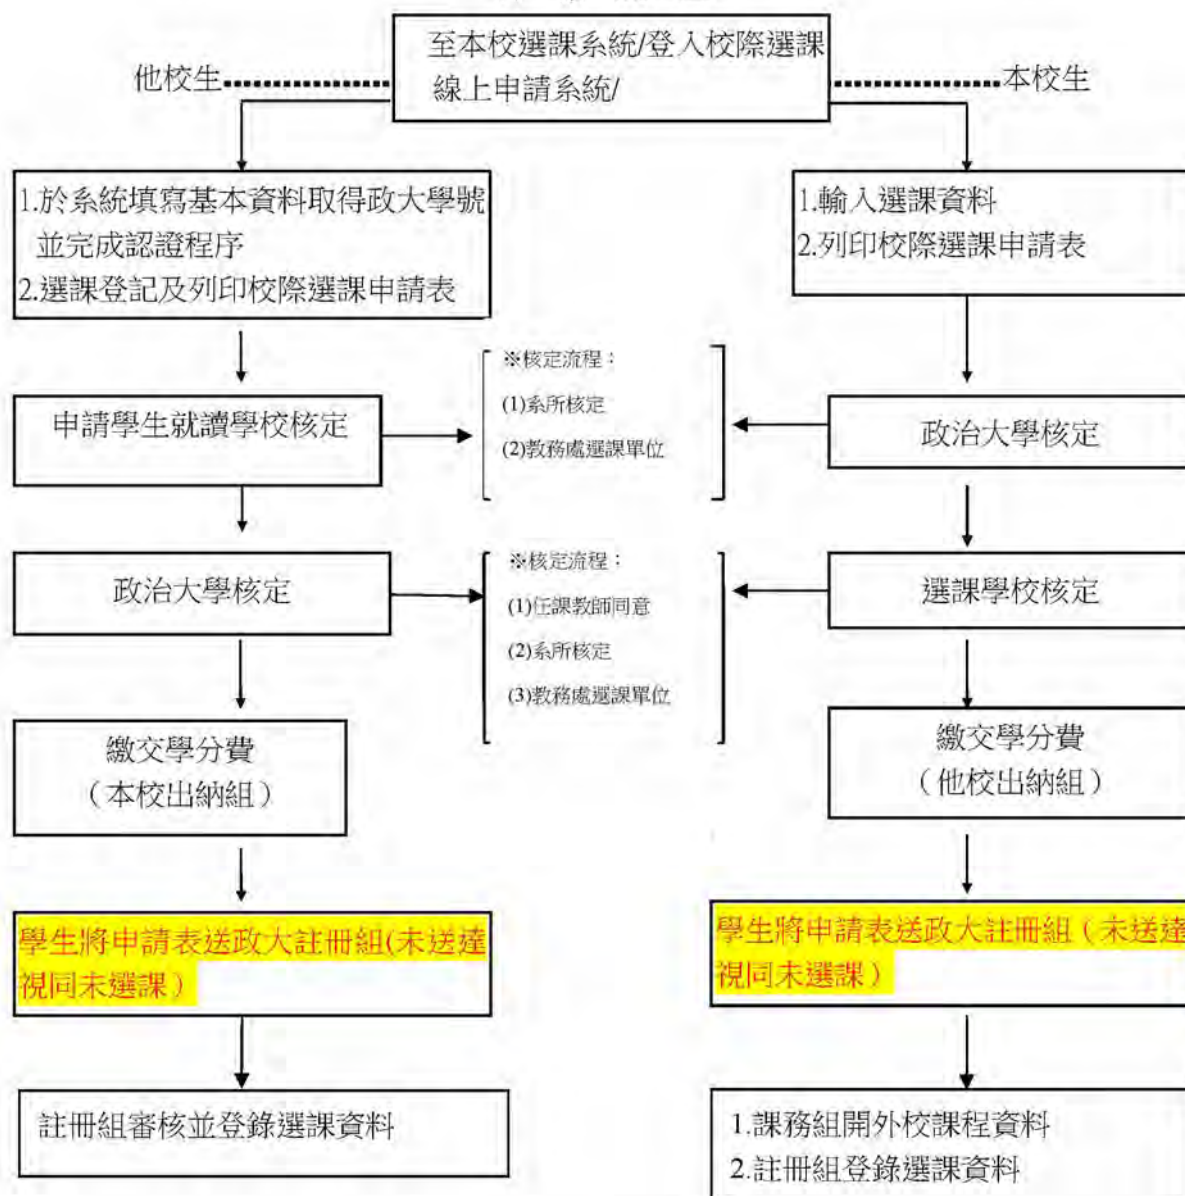 至本校選課系統/登入校際選課
線上申請系統/
他校生
本校生
1.於系統填寫基本資料取得政大學號
並完成認證程序
2.選課登記及列印校際選課申請表
1.輸入選課資料
2.列印校際選課申請表
申請學生就讀學校核定
※核定流程：
(1)系所核定
(2)教務處選課單位
政治大學核定
政治大學核定
※核定流程：
(1)任課教師同意
(2)系所核定
(3)教務處選課單位
選課學校核定
繳交學分費
（本校出納組）
繳交學分費
（他校出納組）
學生將申請表送政大註冊組(未送達
視同未選課）
學生將申請表送政大註冊組（未送達
視同未選課）
註冊組審核並登錄選課資料
1.課務組開外校課程資料
2.註冊組登錄選課資料